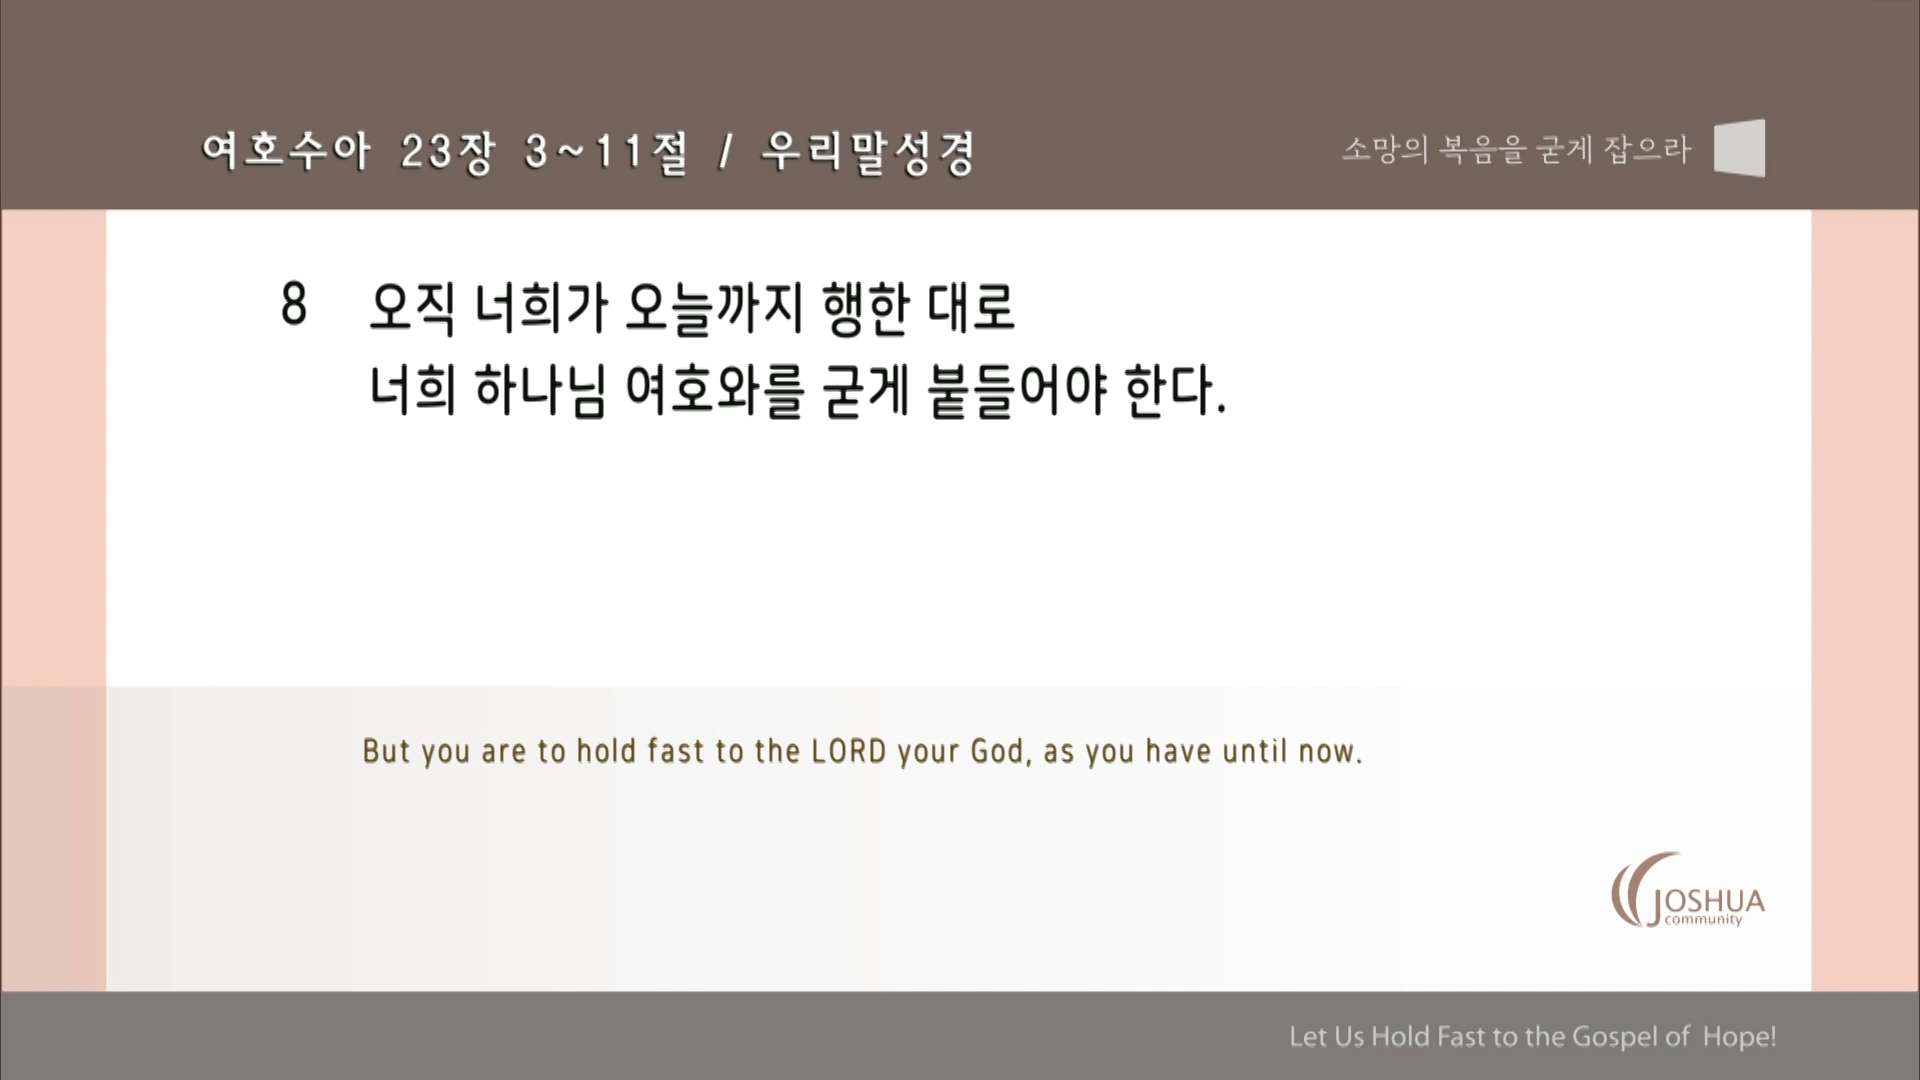 여호수아 23장 3~11절 / 우리말성경
소망의 복음을 굳게 잡으라
8 오직 너희가 오늘까지 행한 대로
너희 하나님 여호와를 굳게 붙들어야 한다.
But you are to hold fast to the LORD your God, as you have until now.
JOSHUA
community
Let Us Hold Fast to the Gospel of Hope!